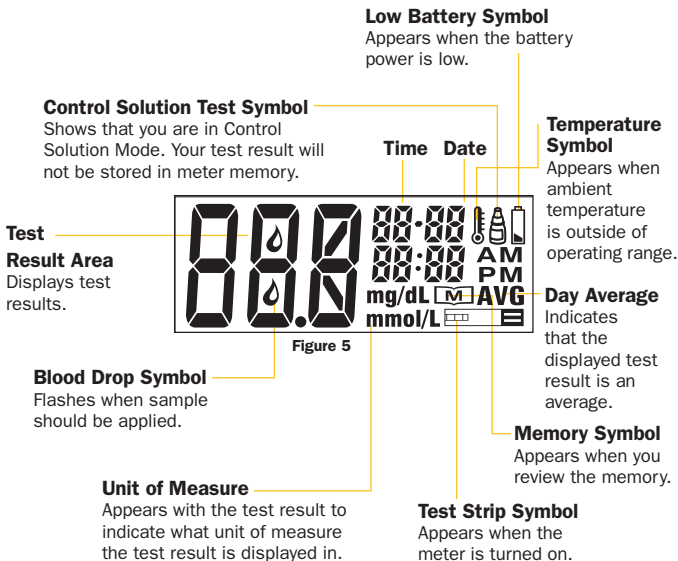 Low Battery Symbol
Appears when the battery
power is low.
Control Solution Test Symbol
Shows that you are in Control
Solution Mode. Your test result will
not be stored in meter memory.
Time Date
Temperature
Symbol
Appears when
ambient
temperature
is outside of
operating range.
Test
Result Area
Displays test
results.
88:88
88:88
AM
PM
8 8.8
mg/dL M AVG
mmol/L
Figure 5
Day Average
Indicates
that the
displayed test
result is an
average.
Blood Drop Symbol
Flashes when sample
should be applied.
Memory Symbol
Appears when you
review the memory.
Unit of Measure
Appears with the test result to
indicate what unit of measure
the test result is displayed in.
Test Strip Symbol
Appears when the
meter is turned on.